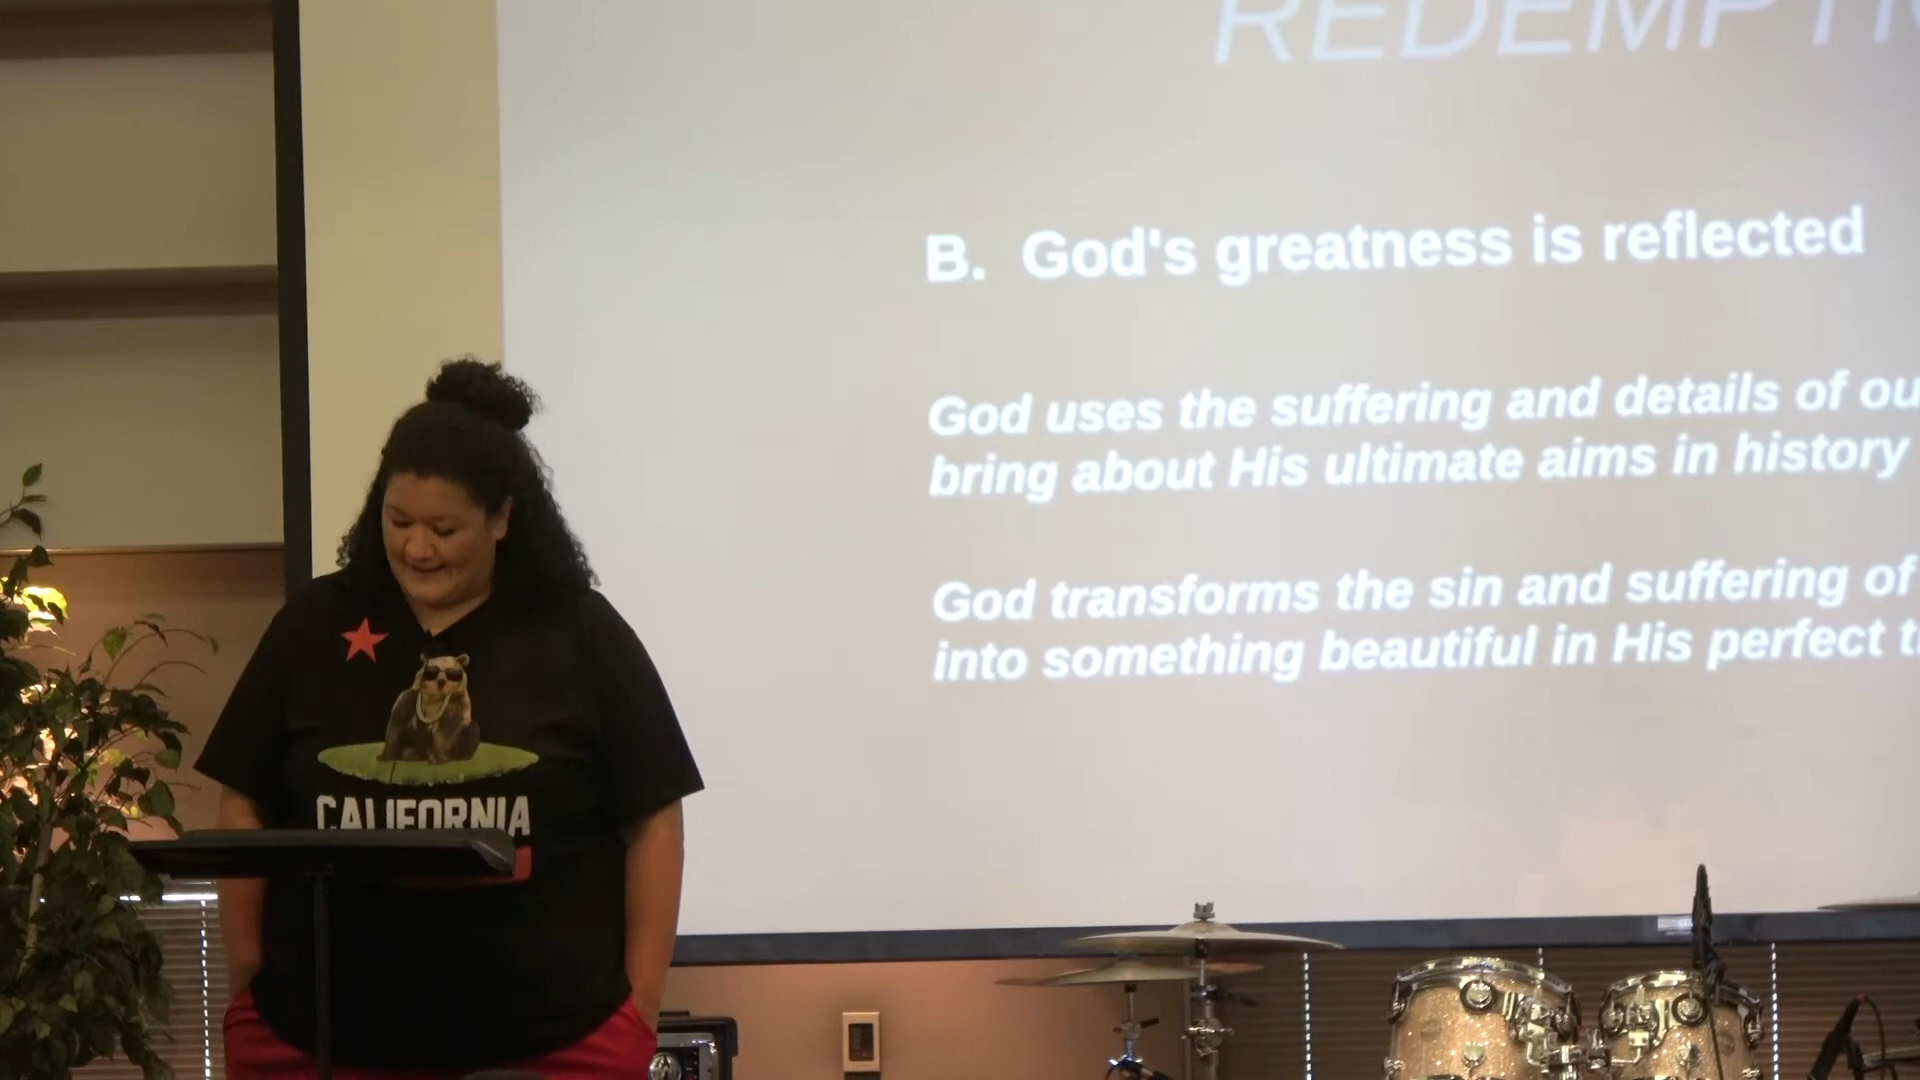 REDEMPTIO
B. God's greatness is reflected
God uses the suffering and details of ou
bring about His ultimate aims in history
God transforms the sin and suffering of
into something beautiful in His perfect t
CALIFORNIA